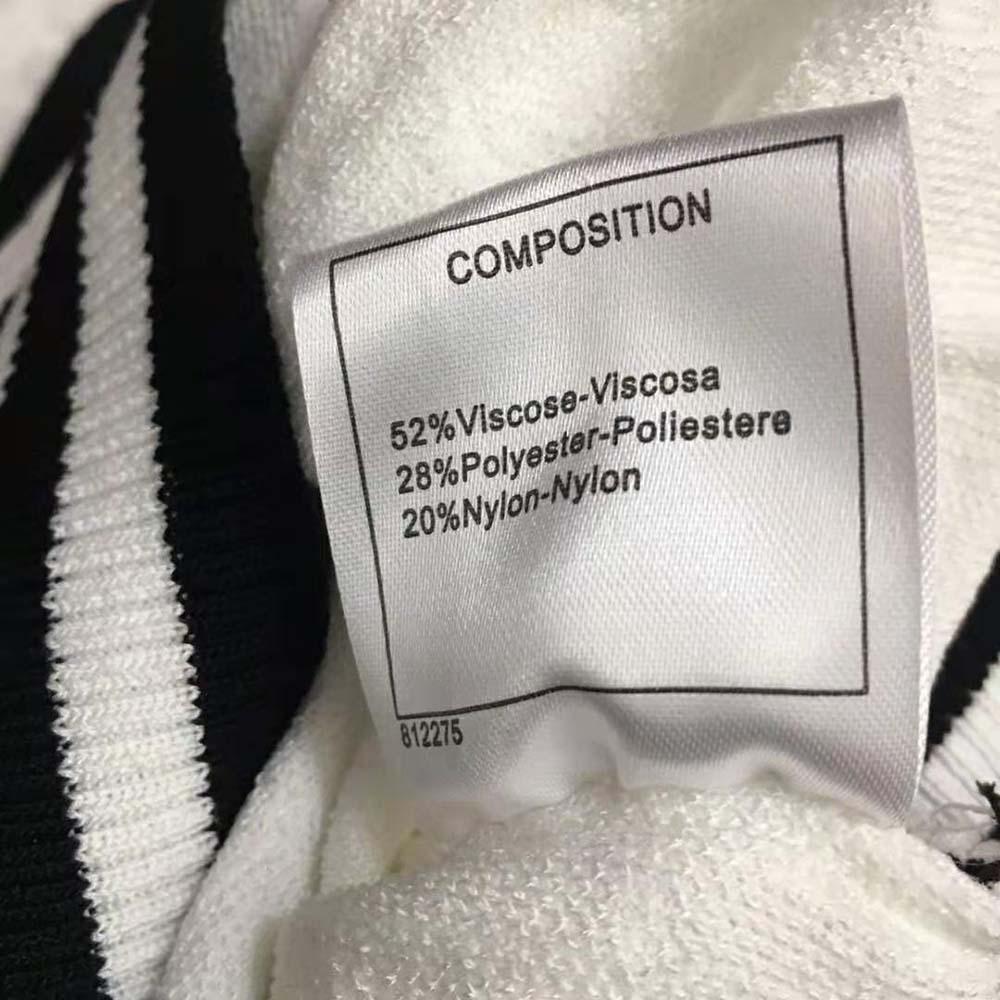 COMPOSITION
52%Viscose-Viscosa
28%Polyester-Poliestere
20%Nylon-Nylon
812275